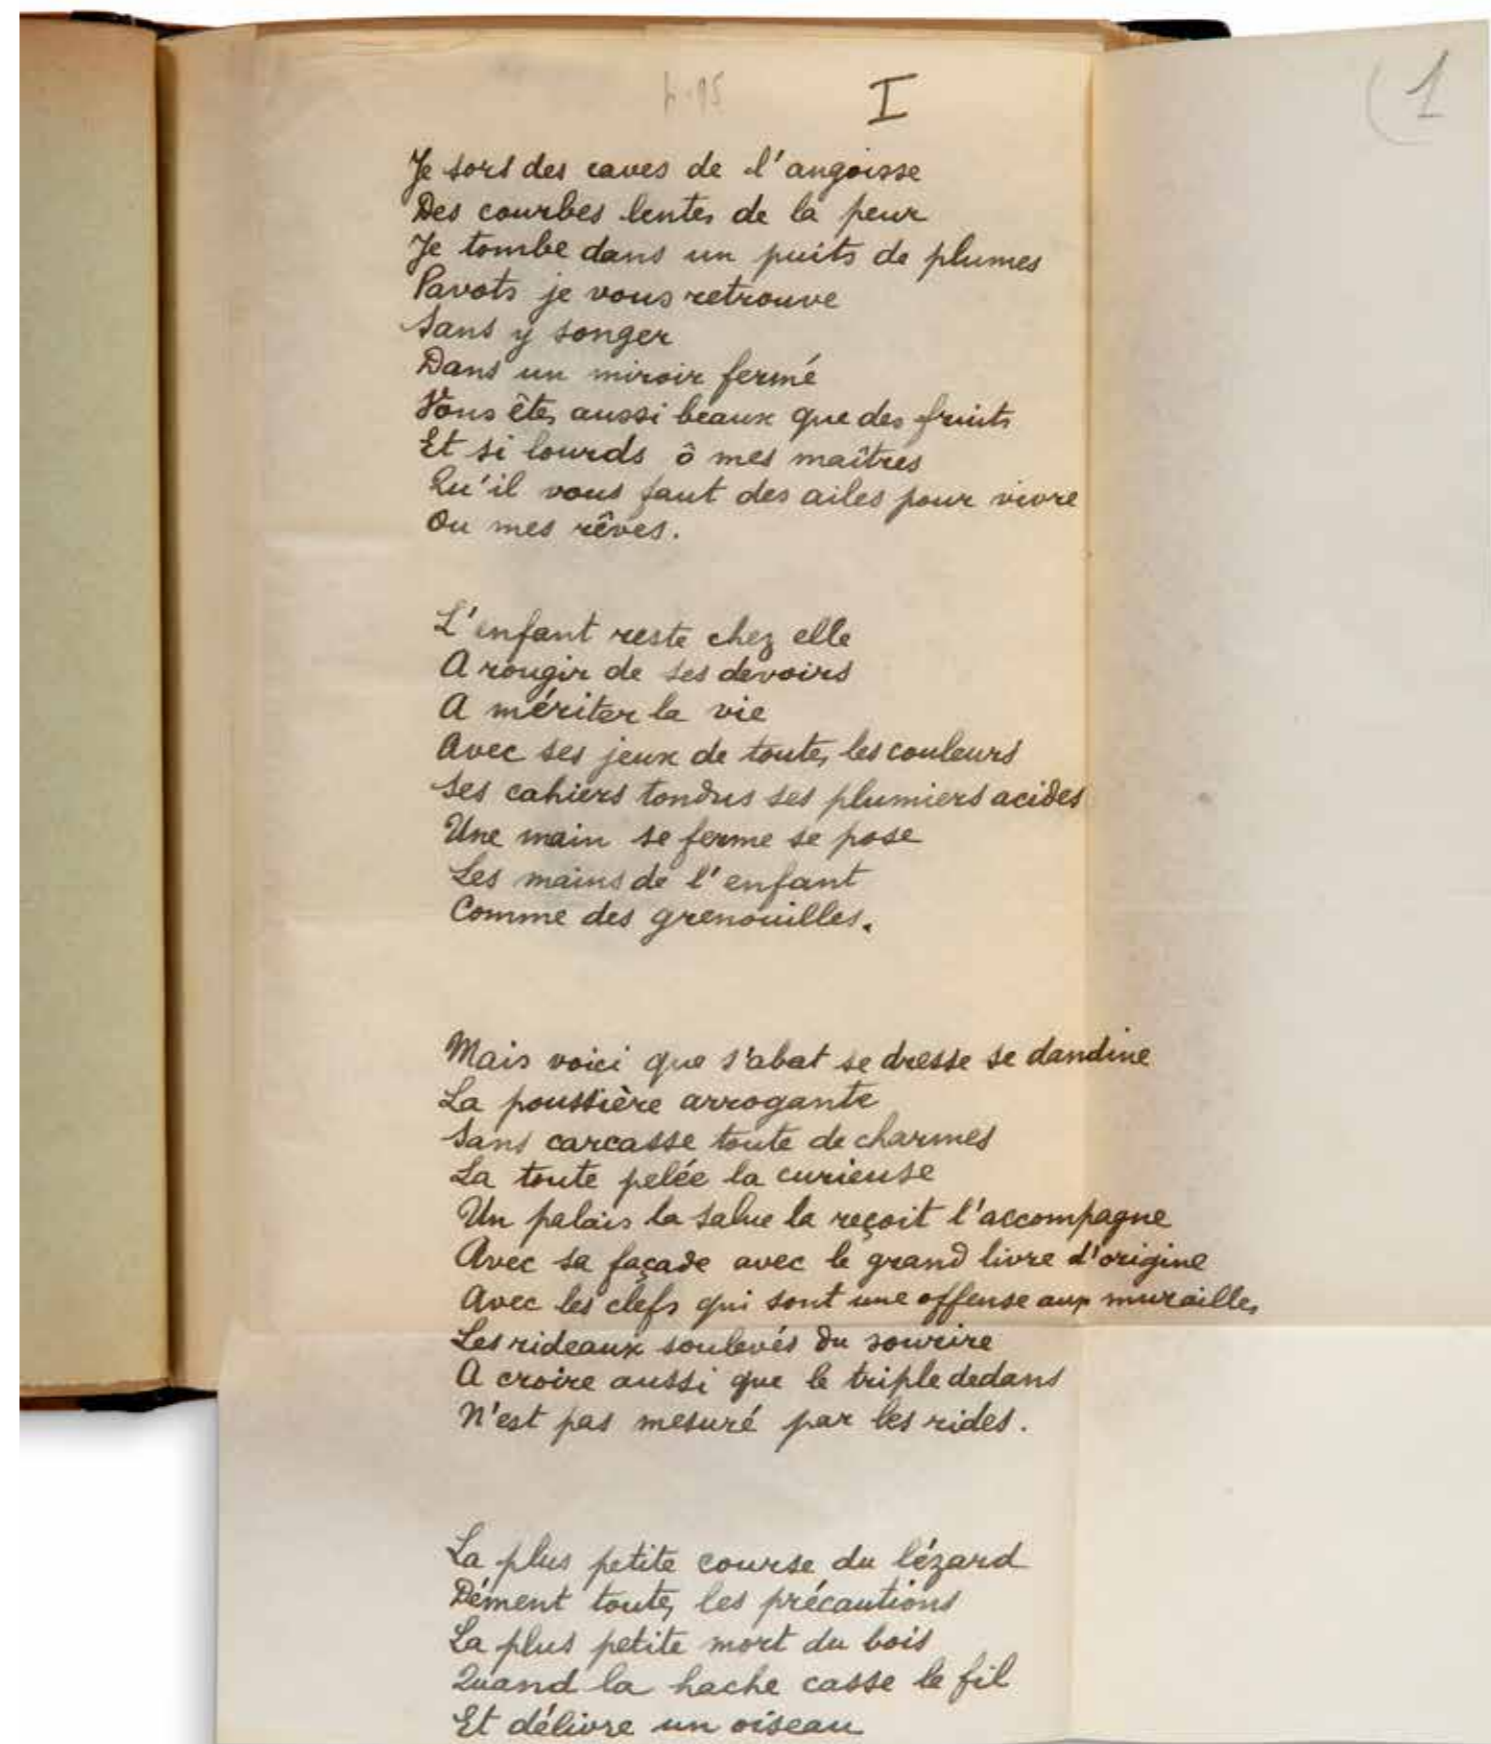 I
(1
Je sors des caves de l'angoisse
Des courbes lentes de la peur
Je tombe dans un puits de plumes
Pavots je vous retrouve
Sans y songer
Dans un miroir fermé
Vous êtes aussi beaux que des fruits
Et si lourds ô mes maîtres
Qu'il vous faut des ailes pour vivre
Ou mes rêves.
L'enfant reste chez elle
A rougir de ses devoirs
A mériter la vie
Avec ses jeux de toutes les couleurs
Ses cahiers tondus ses plumiers acides
Une main se ferme se pose
Les mains de l'enfant
Comme des grenouilles.
Mais voici que s'abat se dresse se dandine
La poussière arrogante
Sans carcasse toute de charmes
La toute pelée la curieuse
Un palais la salue la reçoit l'accompagne
Avec sa façade avec le grand livre d'origine
Avec les clefs qui sont une offense aux murailles
Les rideaux soulevés du sourire
A croire aussi que le triple dedans
N'est pas mesuré par les rides.
La plus petite course du lézard
Dément toutes les précautions
La plus petite mort du bois
Quand la hache casse le fil
Et délivre un oiseau